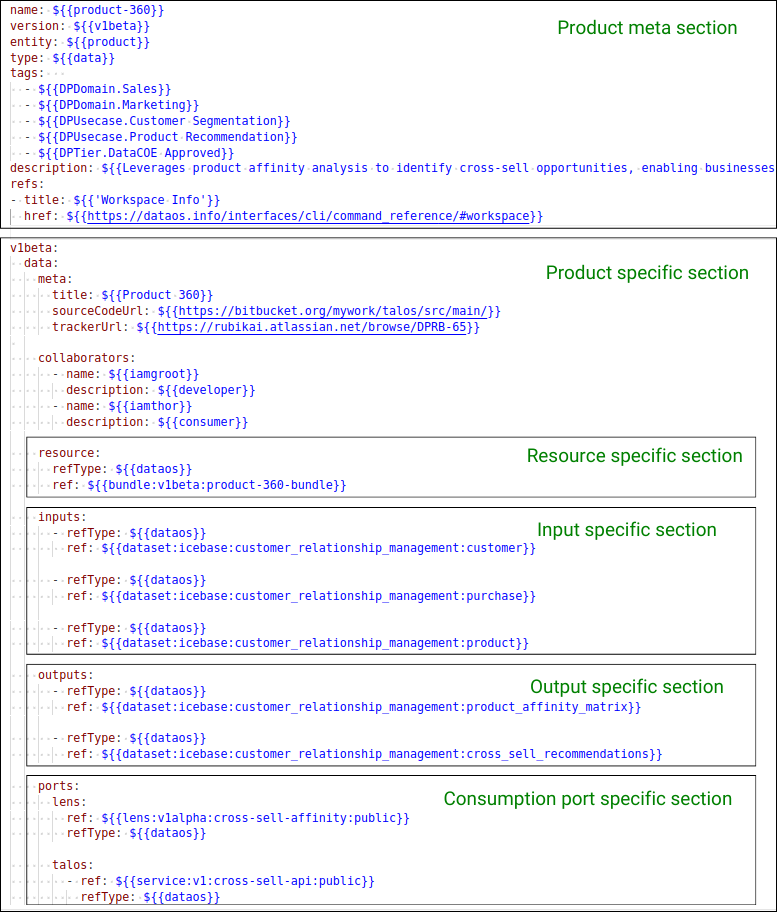 name: ${{product-360}}
Product meta section
version: ${{v1beta}}
entity: ${{product}}
type: ${{data}}
tags:
- ${{DPDomain.Sales}}
- ${{DPDomain.Marketing}}
- ${{DPUsecase.Customer Segmentation}}
- ${{DPUsecase.Product Recommendation}}
- ${{DPTier.DataCOE Approved}}
description: ${{Leverages product affinity analysis to identify cross-sell opportunities, enabling businesses
refs:
- title: ${{'Workspace Info'}}
href: ${{https://dataos.info/interfaces/cli/command_reference/#workspace}}
v1beta:
data:
Product specific section
meta:
title: ${{Product 360}}
sourceCodeUrl: ${{https://bitbucket.org/mywork/talos/src/main/}}
trackerUrl: ${{https://rubikai.atlassian.net/browse/DPRB-65}}
collaborators:
- name: ${{iamgroot}}
description: ${{developer}}
- name: ${{iamthor}}
description: ${{consumer}}
resource:
Resource specific section
refType: ${{dataos}}
ref: ${{bundle:v1beta:product-360-bundle}}
inputs:
Input specific section
- refType: ${{dataos}}
ref: ${{dataset:icebase:customer_relationship_management:customer}}
- refType: ${{dataos}}
ref: ${{dataset:icebase:customer_relationship_management:purchase}}
- refType: ${{dataos}}
ref: ${{dataset:icebase:customer_relationship_management:product}}
outputs:
Output specific section
- refType: ${{dataos}}
ref: ${{dataset:icebase:customer_relationship_management:product_affinity_matrix}}
- refType: ${{dataos}}
ref: ${{dataset:icebase:customer_relationship_management:cross_sell_recommendations}}
ports:
Consumption port specific section
lens:
ref: ${{lens:v1alpha:cross-sell-affinity:public}}
refType: ${{dataos}}
talos:
- ref: ${{service:v1:cross-sell-api:public}}
refType: ${{dataos}}